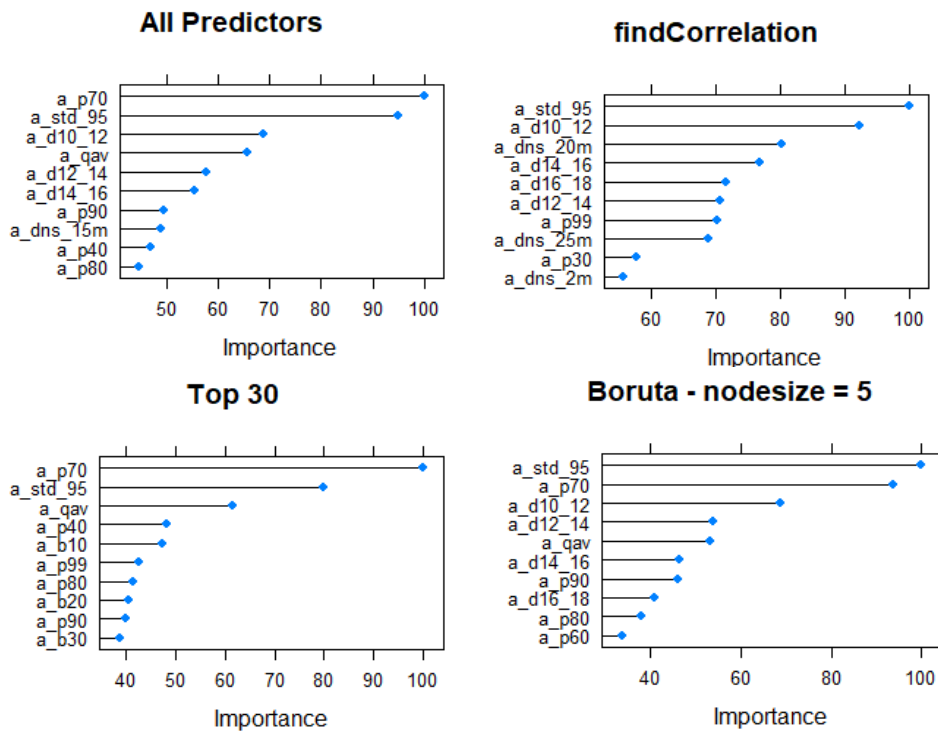 All Predictors
a_p70
a_std_95
a_d10_12
a_qav
a_d12_14
a_d14_16
a_p90
a_dns_15m
a_p40
a_p80
50 60 70 80 90 100
Importance
findCorrelation
a_std_95
a_d10_12
a_dns_20m
a_d14_16
a_d16_18
a_d12_14
a_p99
a_dns_25m
a_p30
a_dns_2m
60 70 80 90 100
Importance
Top 30
a_p70
a_std_95
a_qav
a_p40
a_b10
a_p99
a_p80
a_b20
a_p90
a_b30
40 50 60 70 80 90 100
Importance
Boruta - nodesize = 5
a_std_95
a_p70
a_d10_12
a_d12_14
a_qav
a_d14_16
a_p90
a_d16_18
a_p80
a_p60
40 60 80 100
Importance